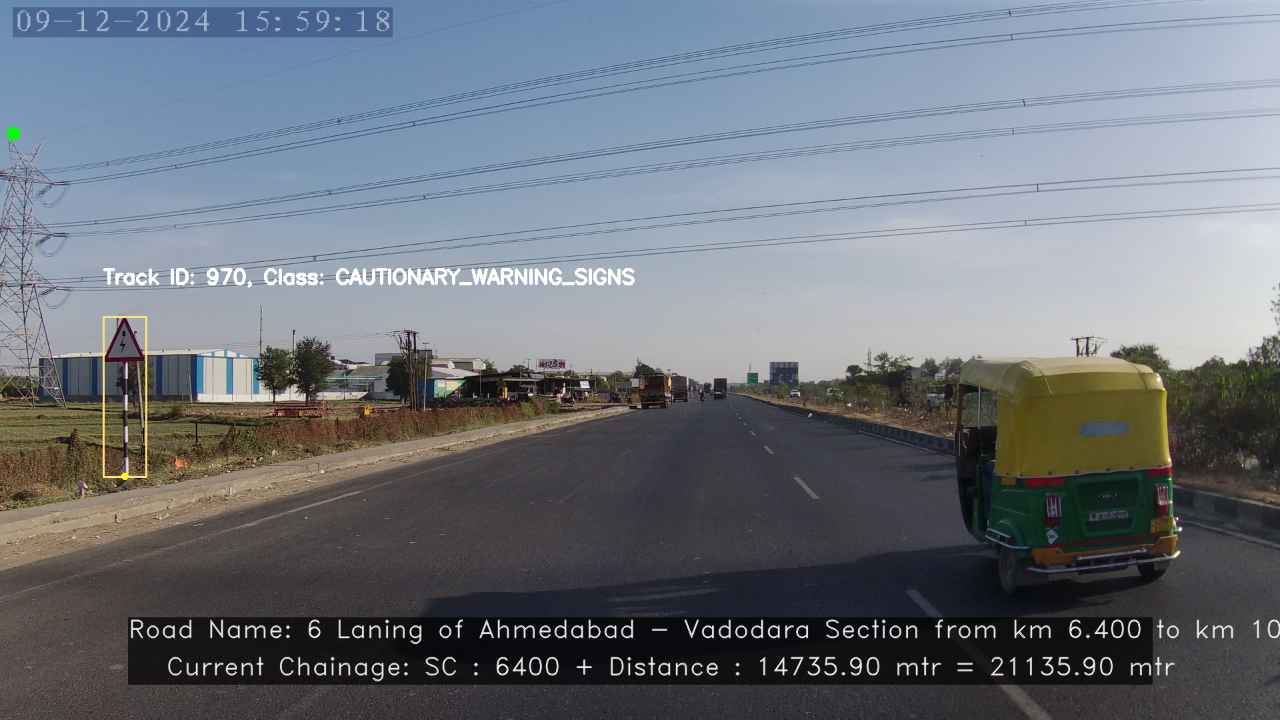 09-12-2024 15:59:18
Track ID: 970, Class: CAUTIONARY_WARNING_SIGNS
Road Name: 6 Laning of Ahmedabad - Vadodara Section from km 6.400 to km 10
Current Chainage: SC : 6400 + Distance : 14735.90 mtr = 21135.90 mtr